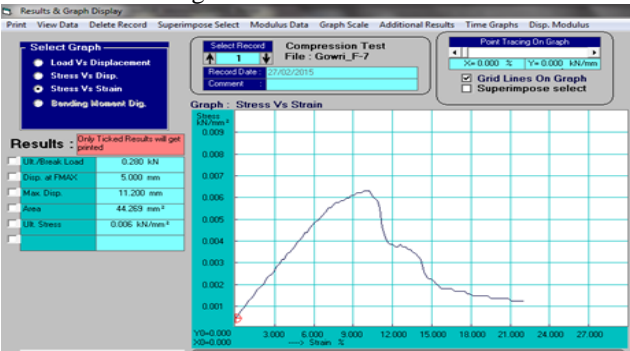 Results & Graph Display
Print View Data Delete Record Superimpose Select Modulus Data Graph Scale Additional Results Time Graphs Disp. Modulus
Select Graph
Load Vs Displacement
Stress Vs Disp.
Stress Vs Strain
Bending Moment Dig.
Select Record
1
Compression Test
File : Gowri_F-7
Record Date : 27/02/2015
Comment :
Point Tracing On Graph
X= 0.000 % Y= 0.000 kN/mm
Grid Lines On Graph
Superimpose select
Results :
Only Ticked Results will get
printed
Ult./Break Load 0.280 kN
Disp. at FMAX 5.000 mm
Max. Disp. 11.200 mm
Area 44.269 mm²
Ult. Stress 0.006 kN/mm²
Graph : Stress Vs Strain
Stress
kN/mm²
0.009
0.008
0.007
0.006
0.005
0.004
0.003
0.002
0.001
Y0=0.000
X0=0.000
3.000 6.000 9.000 12.000 15.000 18.000 21.000 24.000 27.000
---> Strain %